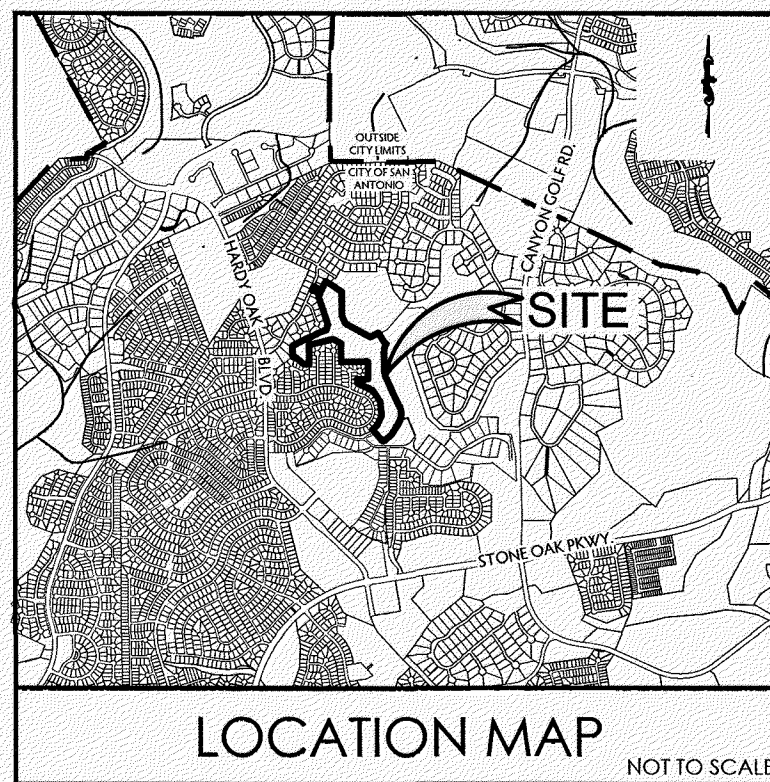 OUTSIDE
CITY LIMITS
CITY OF SAN
ANTONIO
CANYON GOLF RD.
HARDY OAK
BLVD.
SITE
STONE OAK PKWY
LOCATION MAP
NOT TO SCALE